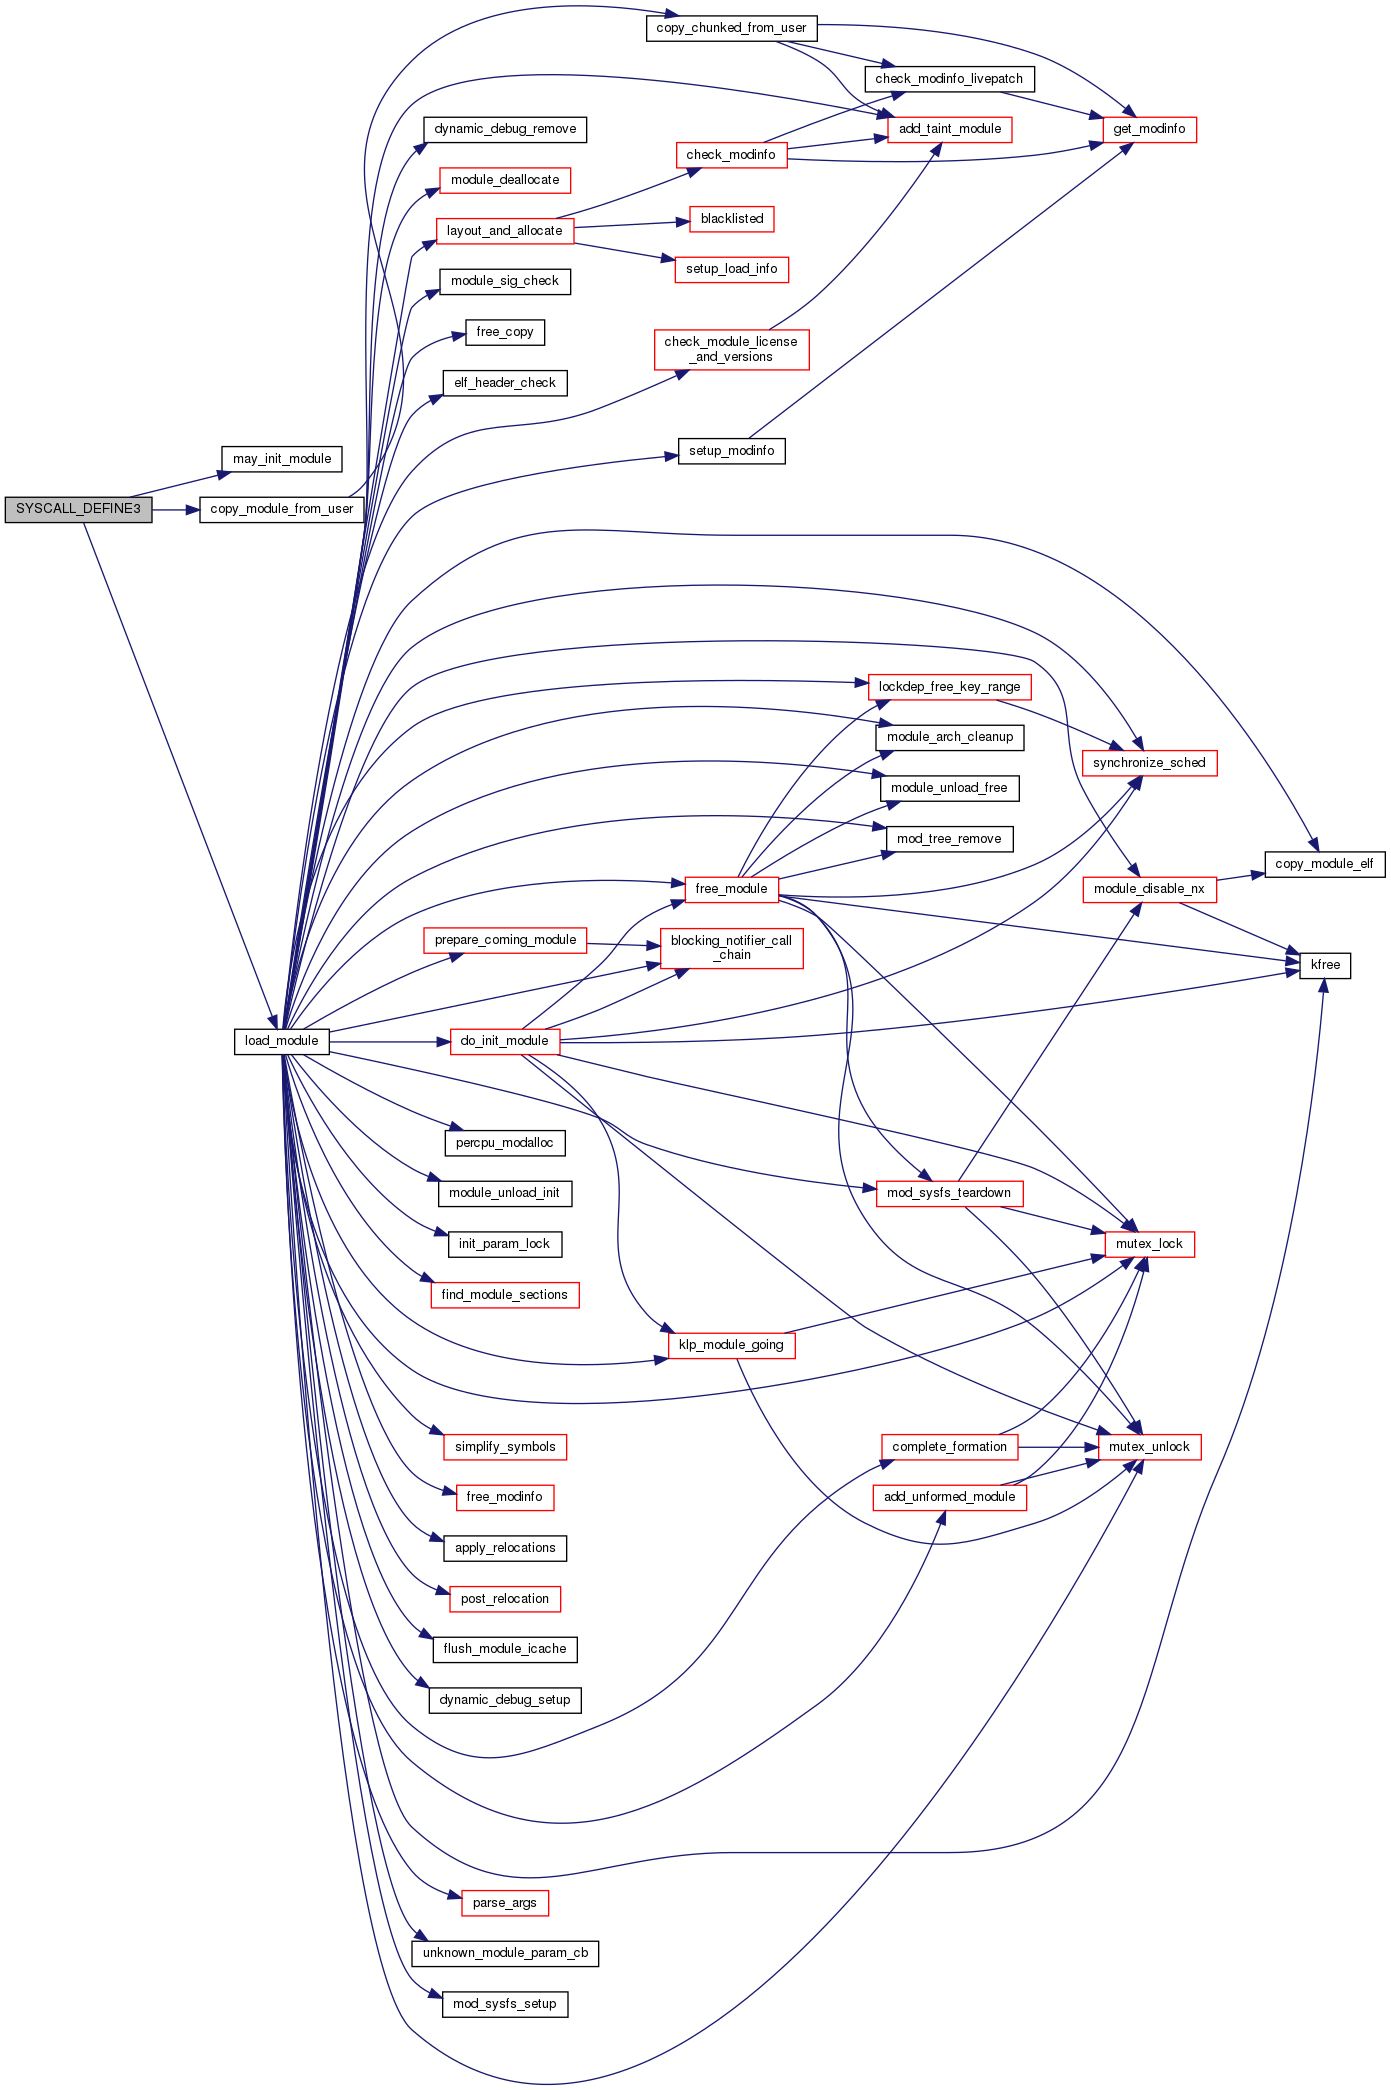 copy_chunked_from_user
check_modinfo_livepatch
dynamic_debug_remove
add_taint_module
get_modinfo
check_modinfo
module_deallocate
blacklisted
layout_and_allocate
setup_load_info
module_sig_check
free_copy
check_module_license
_and_versions
elf_header_check
setup_modinfo
may_init_module
SYSCALL_DEFINE3
copy_module_from_user
lockdep_free_key_range
module_arch_cleanup
synchronize_sched
module_unload_free
mod_tree_remove
copy_module_elf
free_module
module_disable_nx
prepare_coming_module
blocking_notifier_call
_chain
kfree
load_module
do_init_module
percpu_modalloc
module_unload_init
mod_sysfs_teardown
init_param_lock
mutex_lock
find_module_sections
klp_module_going
simplify_symbols
complete_formation
mutex_unlock
free_modinfo
add_unformed_module
apply_relocations
post_relocation
flush_module_icache
dynamic_debug_setup
parse_args
unknown_module_param_cb
mod_sysfs_setup